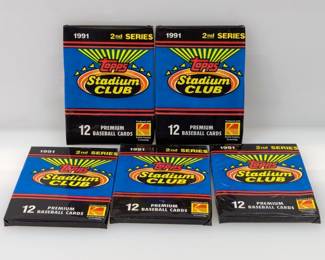 1991 2nd SERIES
Topps
Stadium
CLUB
12 PREMIUM
BASEBALL CARDS
1991 2nd SERIES
Topps
Stadium
CLUB
12 PREMIUM
BASEBALL CARDS
1991 2nd SERIES
Topps
Stadium
CLUB
12 PREMIUM
BASEBALL CARDS
1991 2nd SERIES
Topps
Stadium
CLUB
12 PREMIUM
BASEBALL CARDS
1991 2nd SERIES
Topps
Stadium
CLUB
12 PREMIUM
BASEBALL CARDS